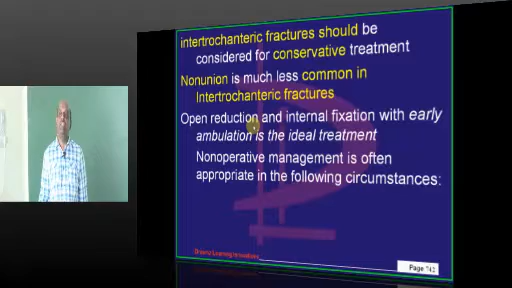 intertrochanteric fractures should be
considered for conservative treatment
Nonunion is much less common in
Intertrochanteric fractures
Open reduction and internal fixation with early
ambulation is the ideal treatment
Nonoperative management is often
appropriate in the following circumstances:
Page 743